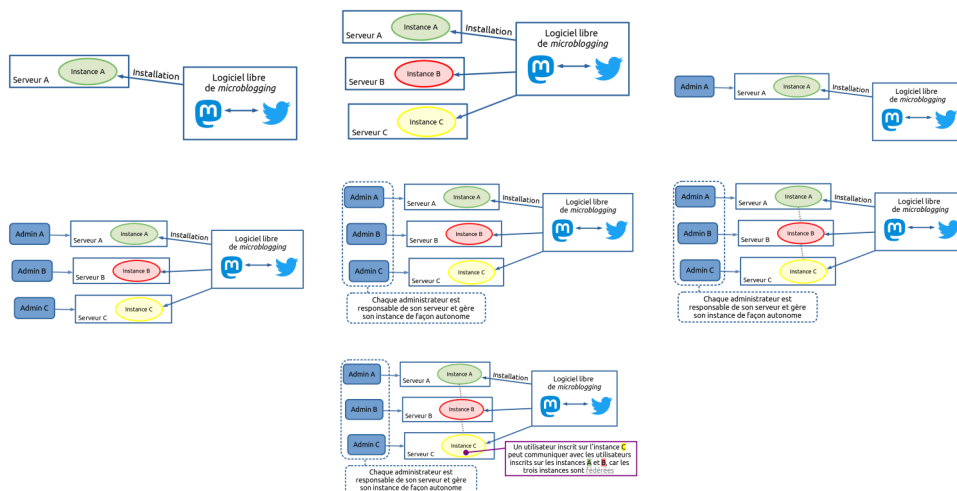 Serveur A
Instance A
Installation
Logiciel libre
de microblogging
Serveur A
Instance A
Installation
Serveur B
Instance B
Serveur C
Instance C
Logiciel libre
de microblogging
Admin A
Serveur A
Instance A
Installation
Logiciel libre
de microblogging
Admin A
Serveur A
Instance A
Installation
Admin B
Serveur B
Instance B
Admin C
Serveur C
Instance C
Logiciel libre
de microblogging
Admin A
Serveur A
Instance A
Installation
Admin B
Serveur B
Instance B
Admin C
Serveur C
Instance C
Logiciel libre
de microblogging
Chaque administrateur est
responsable de son serveur et gère
son instance de façon autonome
Admin A
Serveur A
Instance A
Installation
Admin B
Serveur B
Instance B
Admin C
Serveur C
Instance C
Logiciel libre
de microblogging
Chaque administrateur est
responsable de son serveur et gère
son instance de façon autonome
Admin A
Serveur A
Instance A
Installation
Admin B
Serveur B
Instance B
Admin C
Serveur C
Instance C
Logiciel libre
de microblogging
Un utilisateur inscrit sur l'instance C
peut communiquer avec les utilisateurs
inscrits sur les instances A et B, car les
trois instances sont fédérées
Chaque administrateur est
responsable de son serveur et gère
son instance de façon autonome